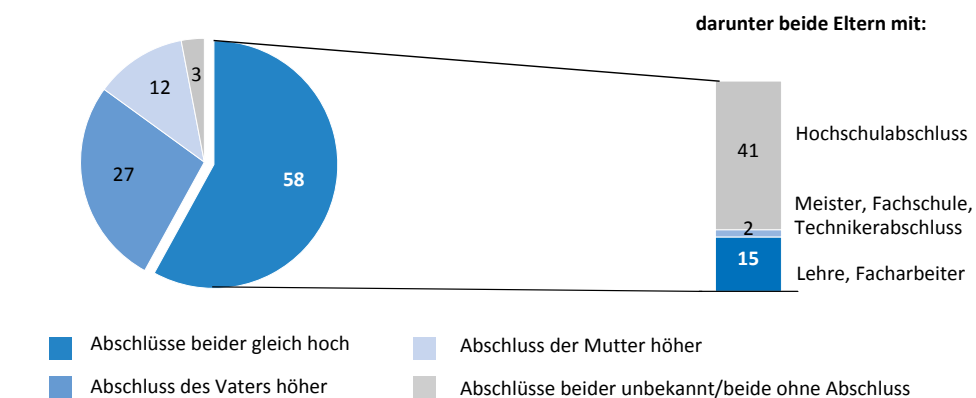 darunter beide Eltern mit:
3
12
27
58
41
Hochschulabschluss
2
Meister, Fachschule,
Technikerabschluss
15
Lehre, Facharbeiter
Abschlüsse beider gleich hoch
Abschluss der Mutter höher
Abschluss des Vaters höher
Abschlüsse beider unbekannt/beide ohne Abschluss